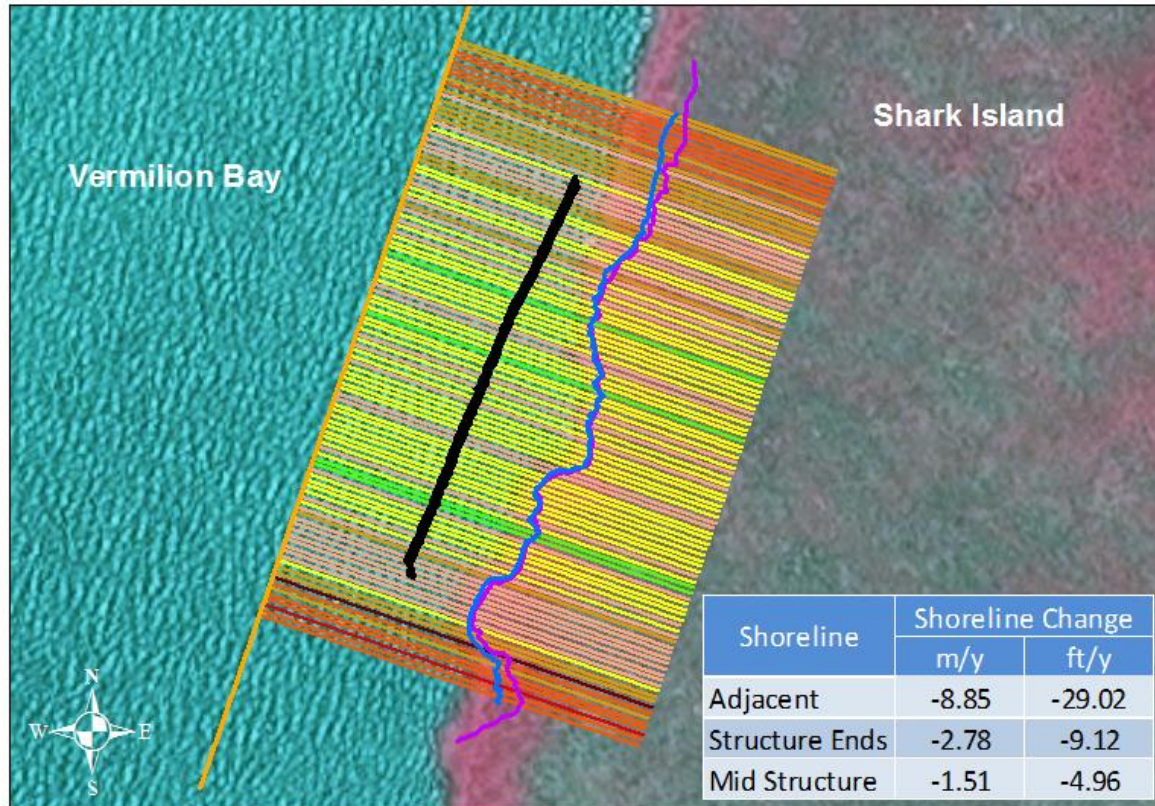 Shark Island
Vermilion Bay
N
W E
S
Shoreline Shoreline Change
m/y ft/y
Adjacent -8.85 -29.02
Structure Ends -2.78 -9.12
Mid Structure -1.51 -4.96